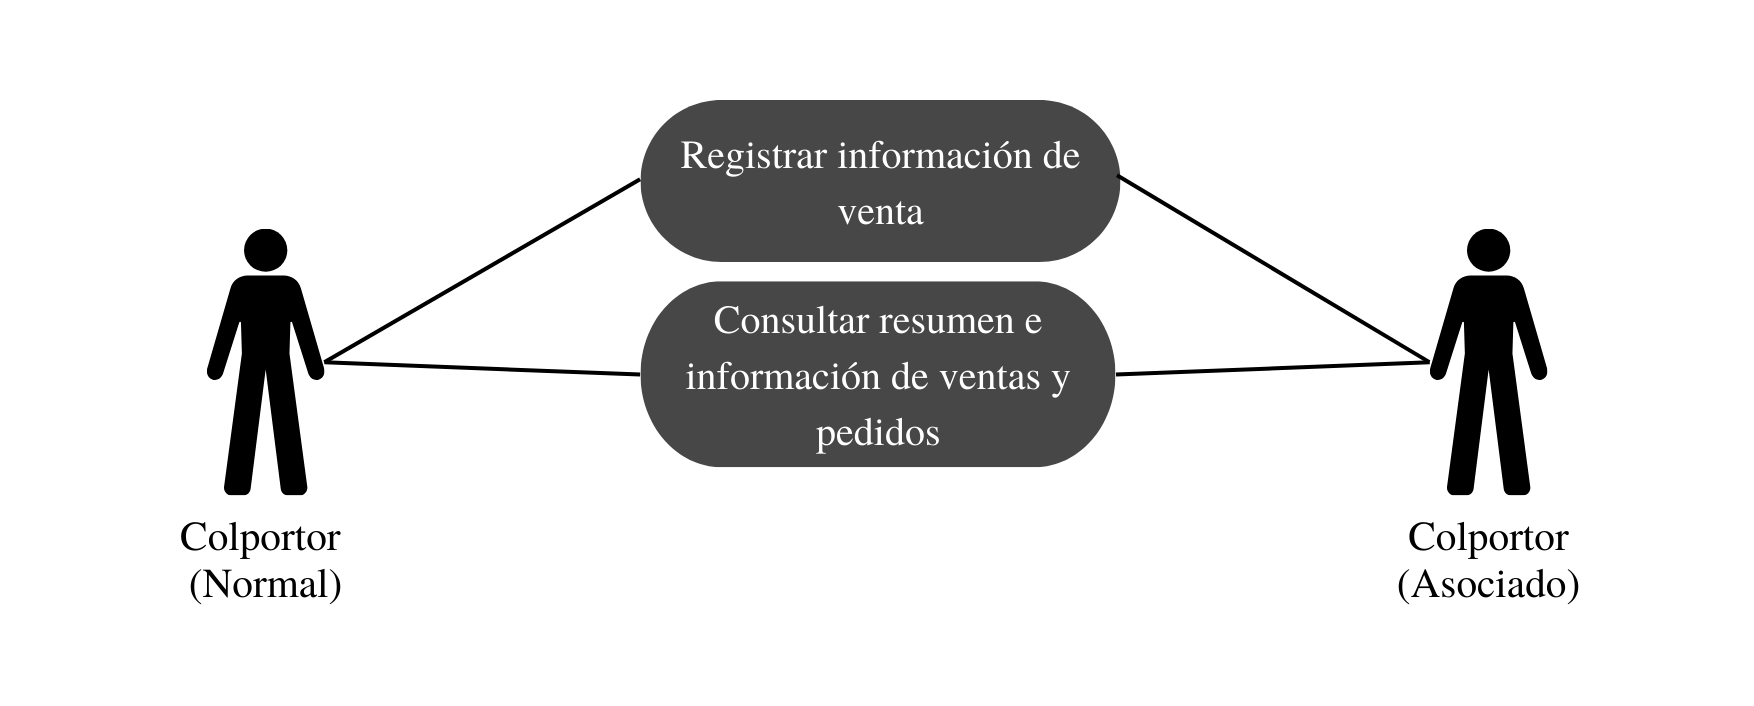 Registrar información de
venta
Consultar resumen e
información de ventas y
pedidos
Colportor
(Normal)
Colportor
(Asociado)